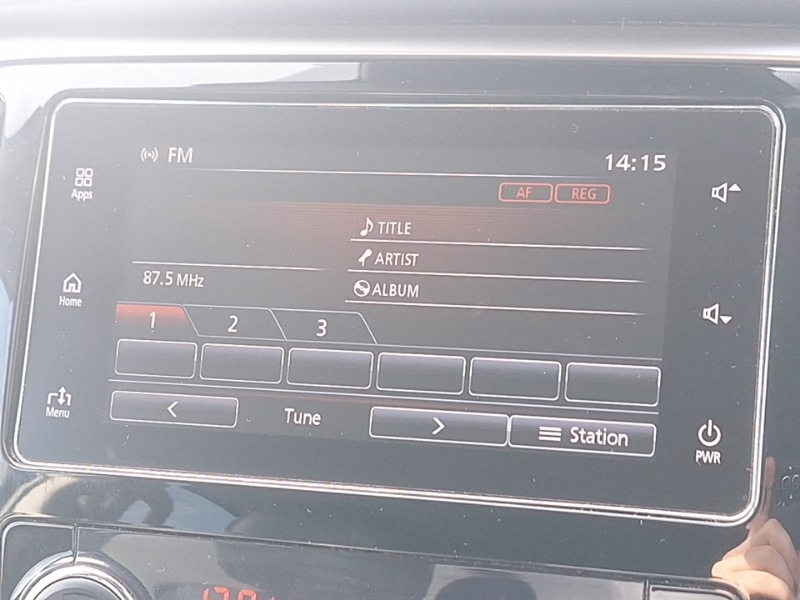 FM 14:15
Apps
AF REG
TITLE
ARTIST
87.5 MHz
ALBUM
Home
1 2 3
Menu
< Tune > Station
PWR